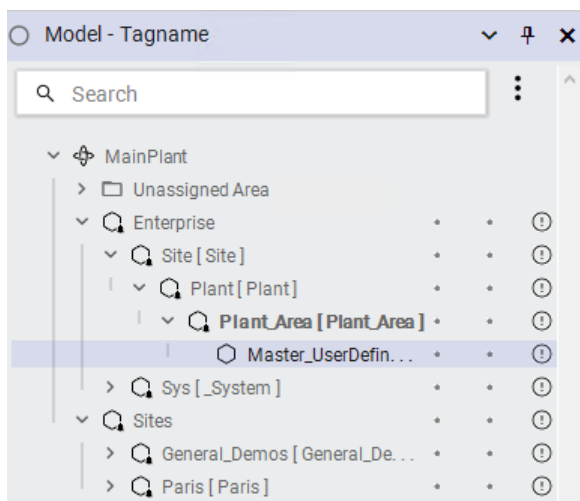 Model - Tagname
Search
MainPlant
Unassigned Area
Enterprise
Site [ Site ]
Plant [ Plant ]
Plant_Area [ Plant_Area ]
Master_UserDefin...
Sys [ _System ]
Sites
General_Demos [ General_De...
Paris [ Paris ]